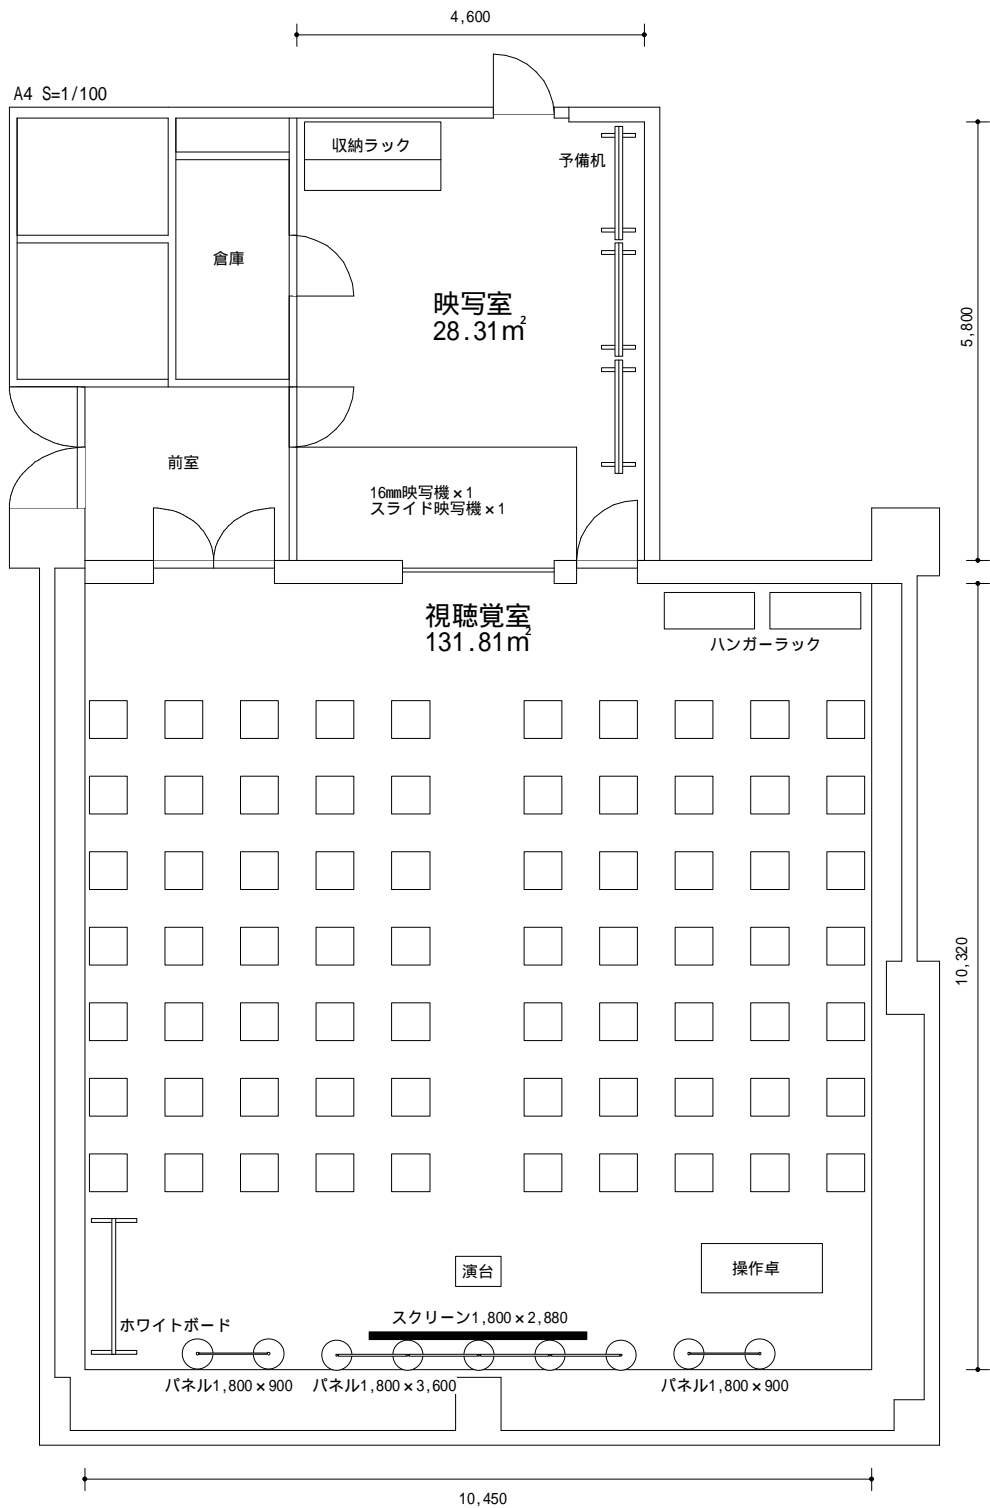 4,600
A4 S=1/100
収納ラック
予備机
倉庫
映写室
28.31㎡
5,800
前室
16㎜映写機×1
スライド映写機×1
視聴覚室
131.81㎡
ハンガーラック
10,320
演台
操作卓
スクリーン1,800×2,880
ホワイトボード
パネル1,800×900
パネル1,800×3,600
パネル1,800×900
10,450